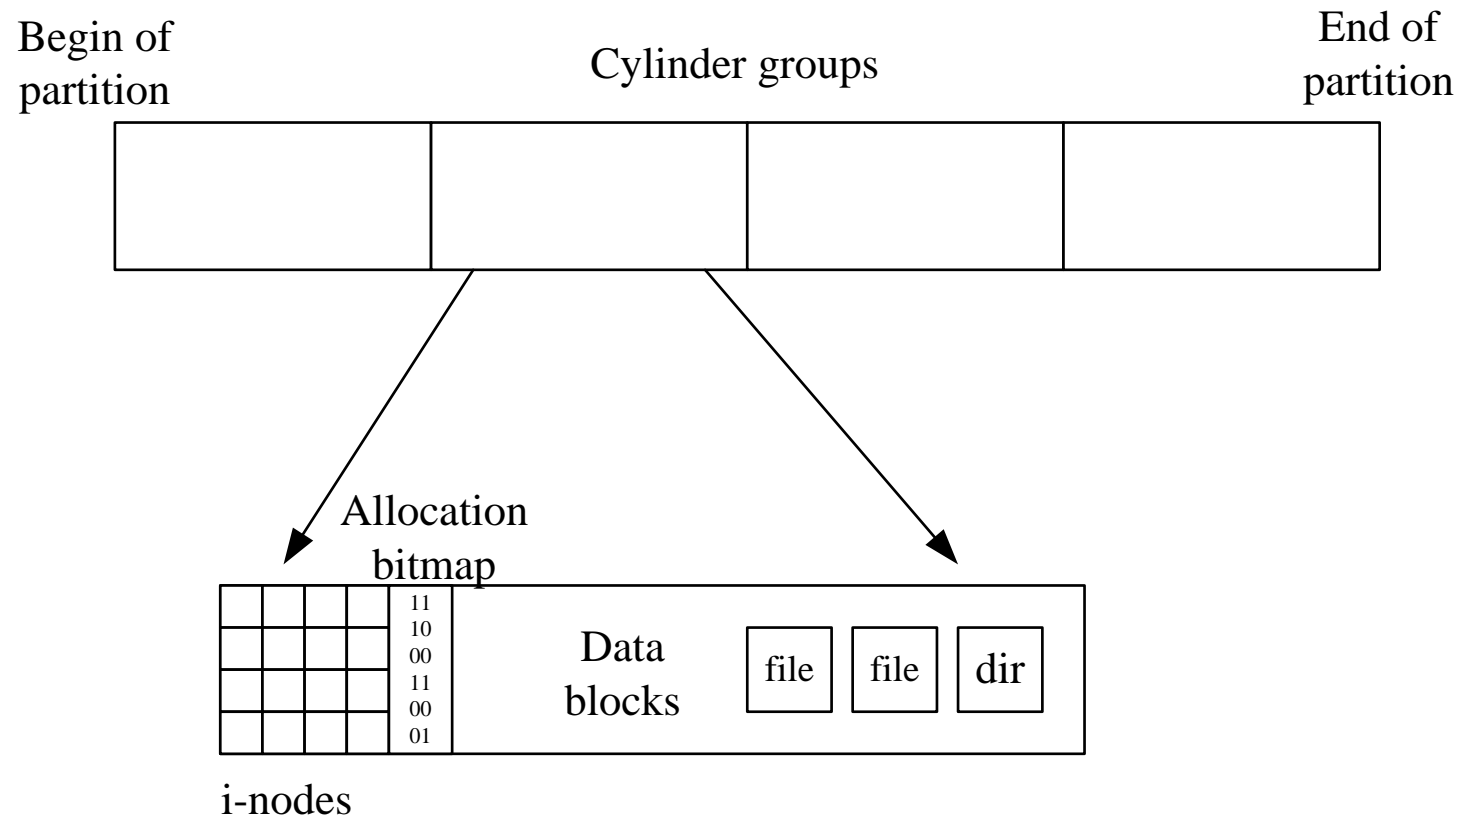 Begin of
partition
Cylinder groups
End of
partition
Allocation
bitmap
11
10
00
11
00
01
Data
blocks
file
file
dir
i-nodes